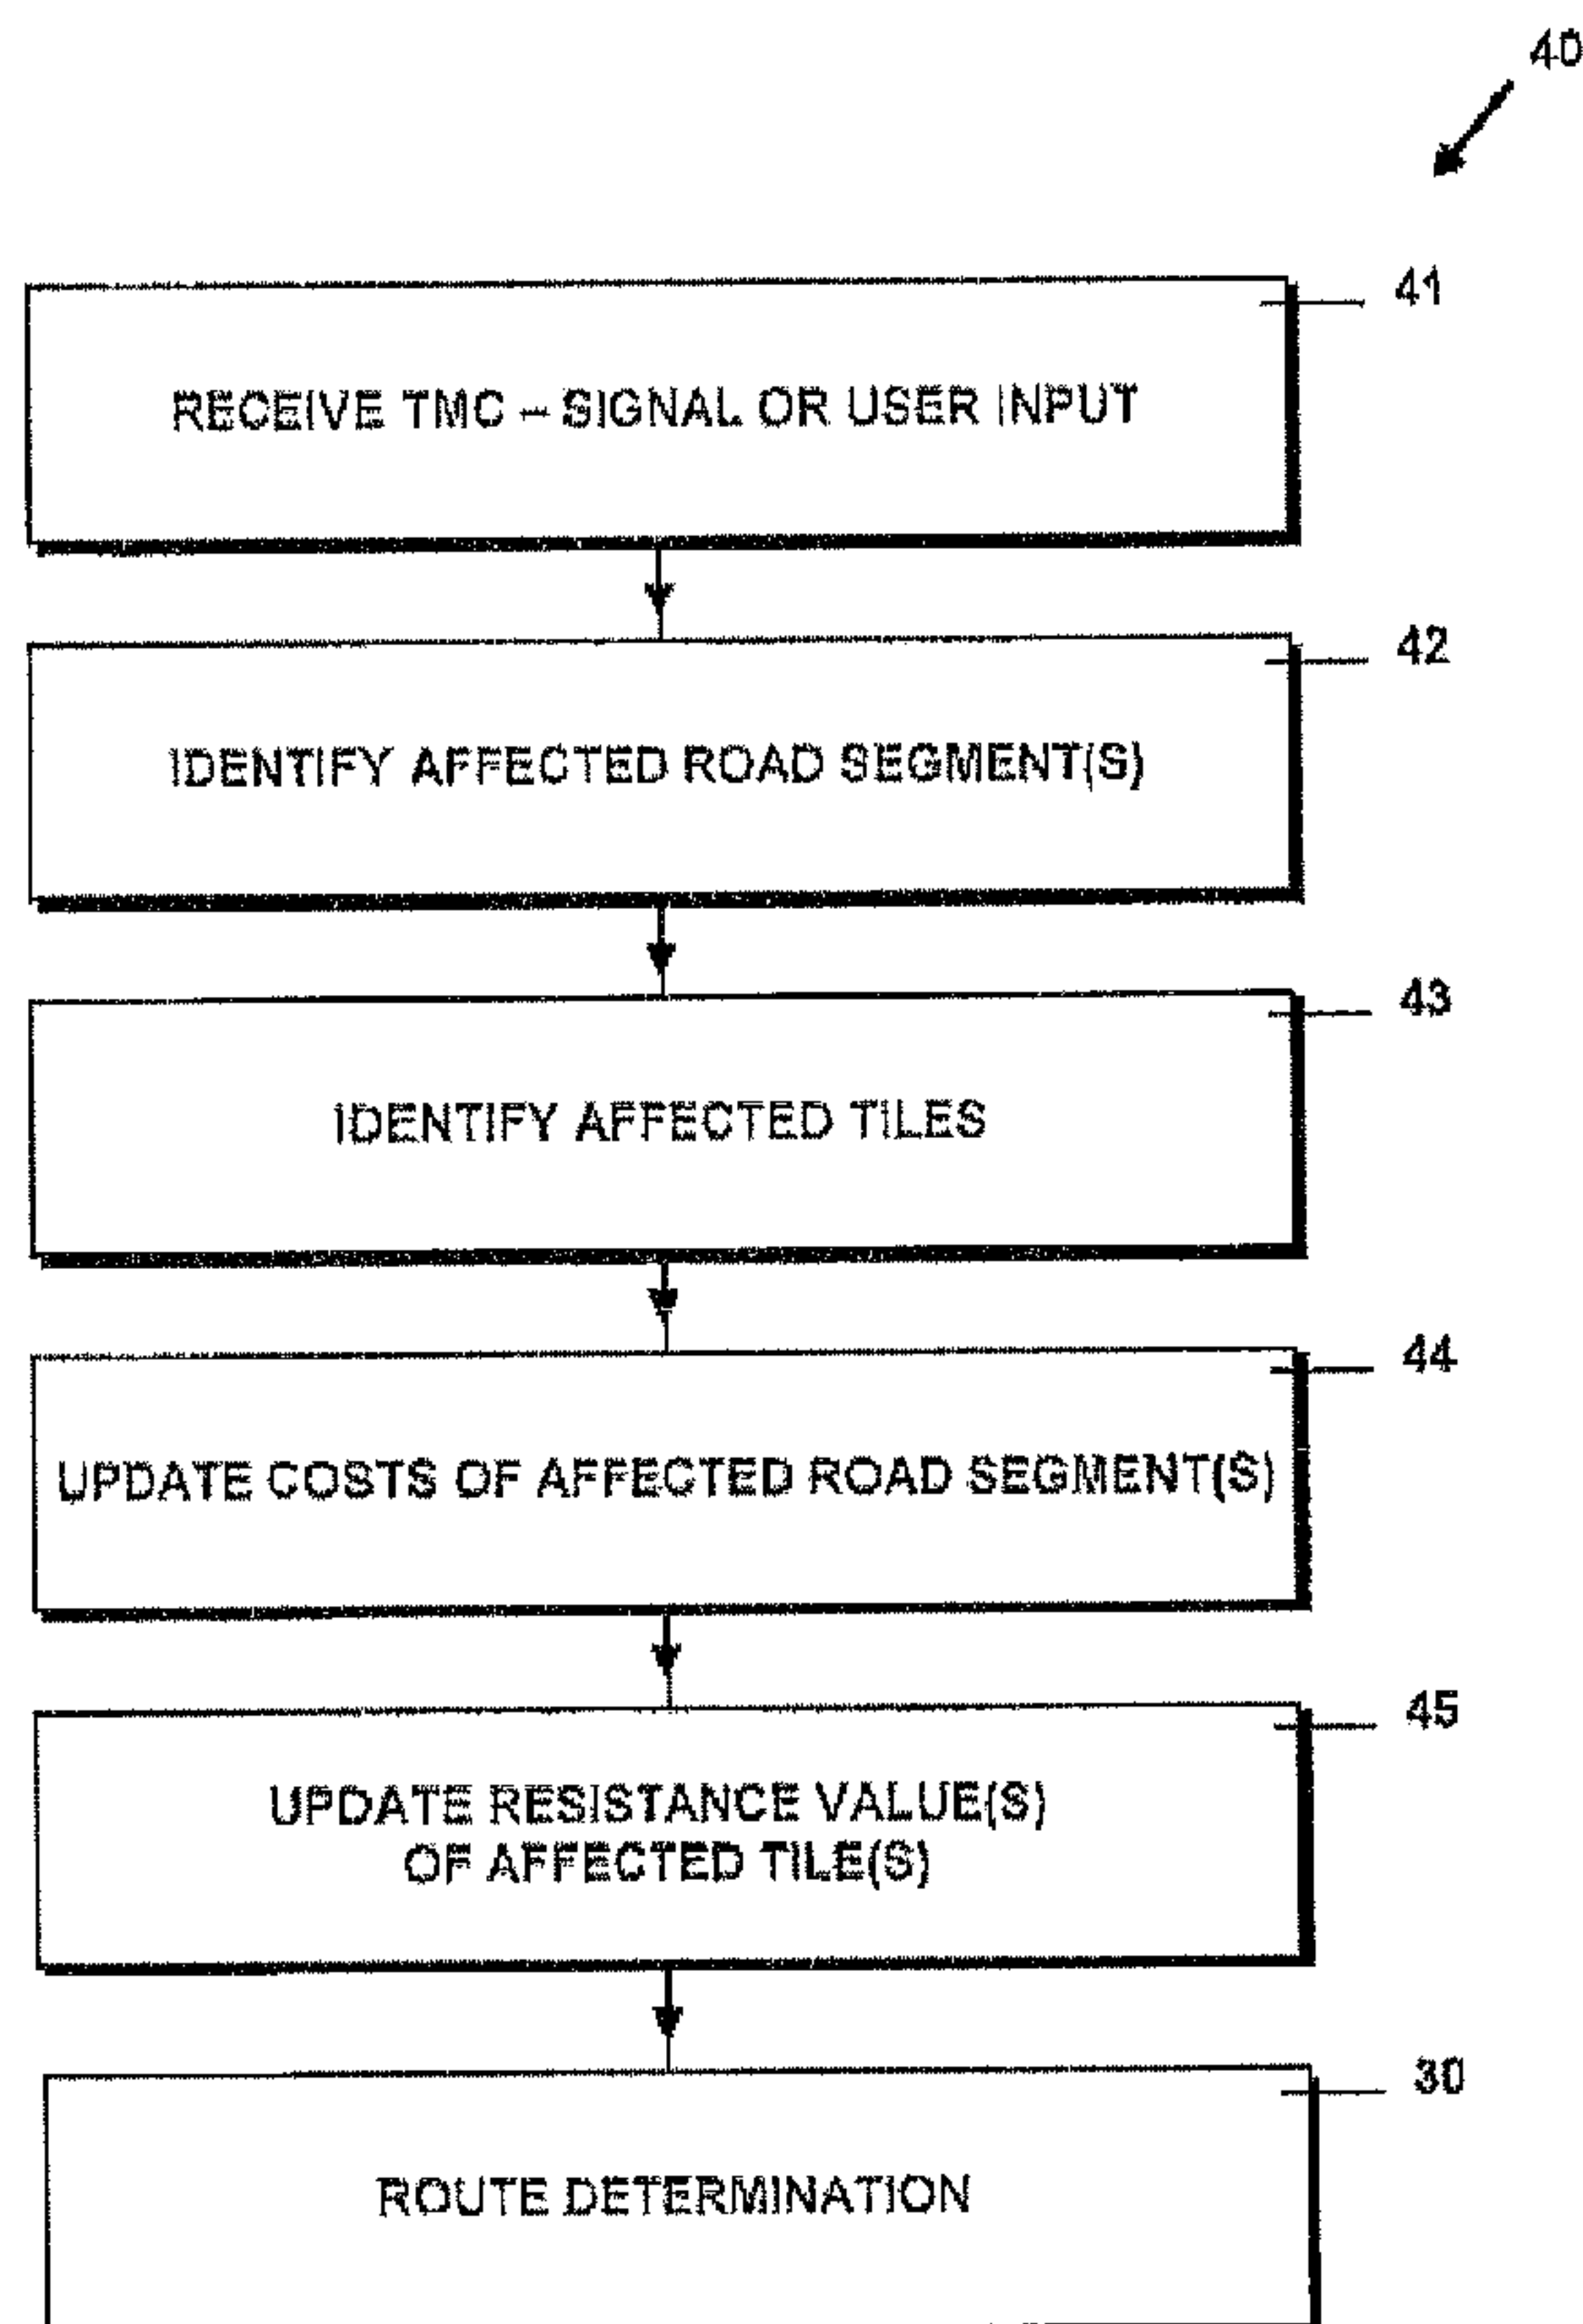 40
41
RECEIVE TMC – SIGNAL OR USER INPUT
42
IDENTIFY AFFECTED ROAD SEGMENT(S)
43
IDENTIFY AFFECTED TILES
44
UPDATE COSTS OF AFFECTED ROAD SEGMENT(S)
45
UPDATE RESISTANCE VALUE(S)
OF AFFECTED TILE(S)
30
ROUTE DETERMINATION